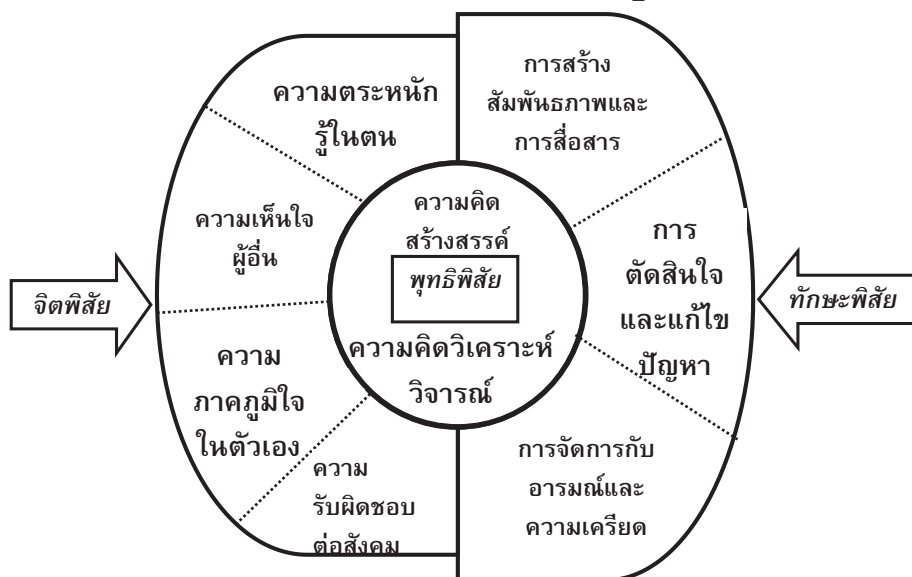 ความตระหนัก
รู้ในตน
การสร้าง
สัมพันธภาพและ
การสื่อสาร
ความเห็นใจ
ผู้อื่น
ความคิด
สร้างสรรค์
พุทธิพิสัย
ความคิดวิเคราะห์
วิจารณ์
การ
ตัดสินใจ
และแก้ไข
ปัญหา
จิตพิสัย
ทักษะพิสัย
ความ
ภาคภูมิใจ
ในตัวเอง
ความ
รับผิดชอบ
ต่อสังคม
การจัดการกับ
อารมณ์และ
ความเครียด